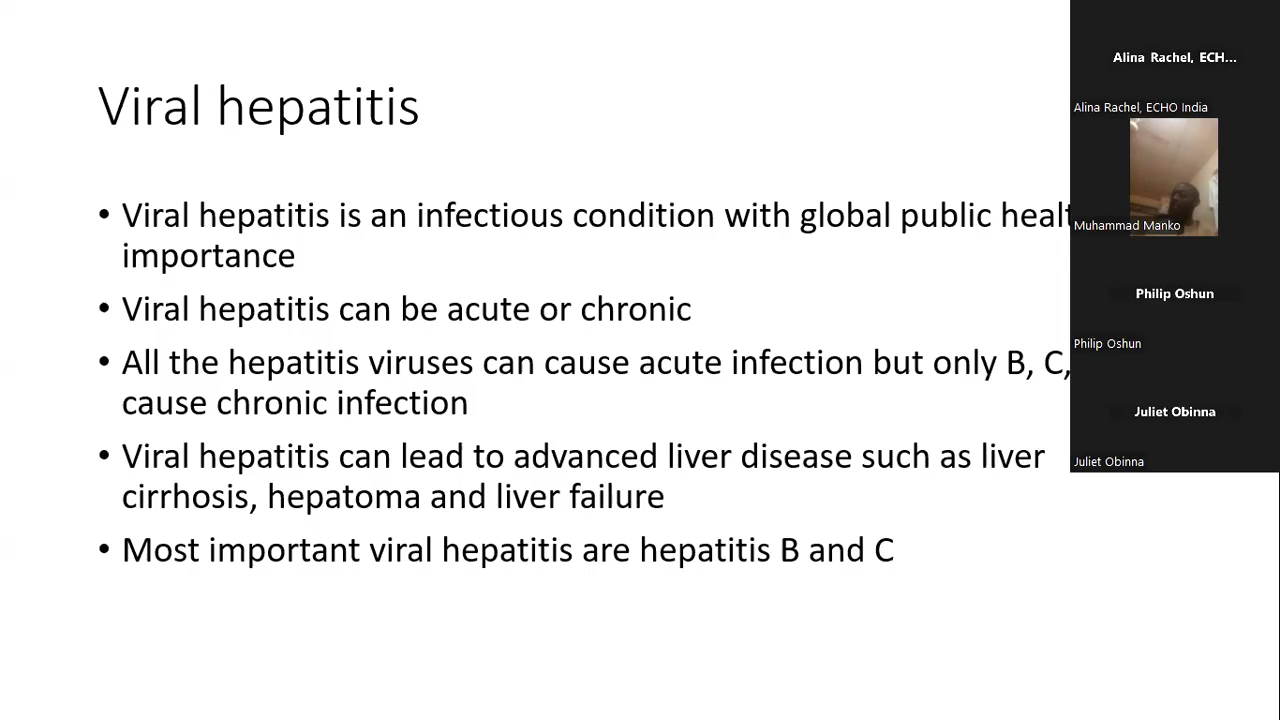 Viral hepatitis
• Viral hepatitis is an infectious condition with global public
importance
• Viral hepatitis can be acute or chronic
• All the hepatitis viruses can cause acute infection but only B, C,
cause chronic infection
• Viral hepatitis can lead to advanced liver disease such as liver
cirrhosis, hepatoma and liver failure
• Most important viral hepatitis are hepatitis B and C
Alina Rachel, ECH...
Alina Rachel, ECHO India
Muhammad Manko
Philip Oshun
Philip Oshun
Juliet Obinna
Juliet Obinna